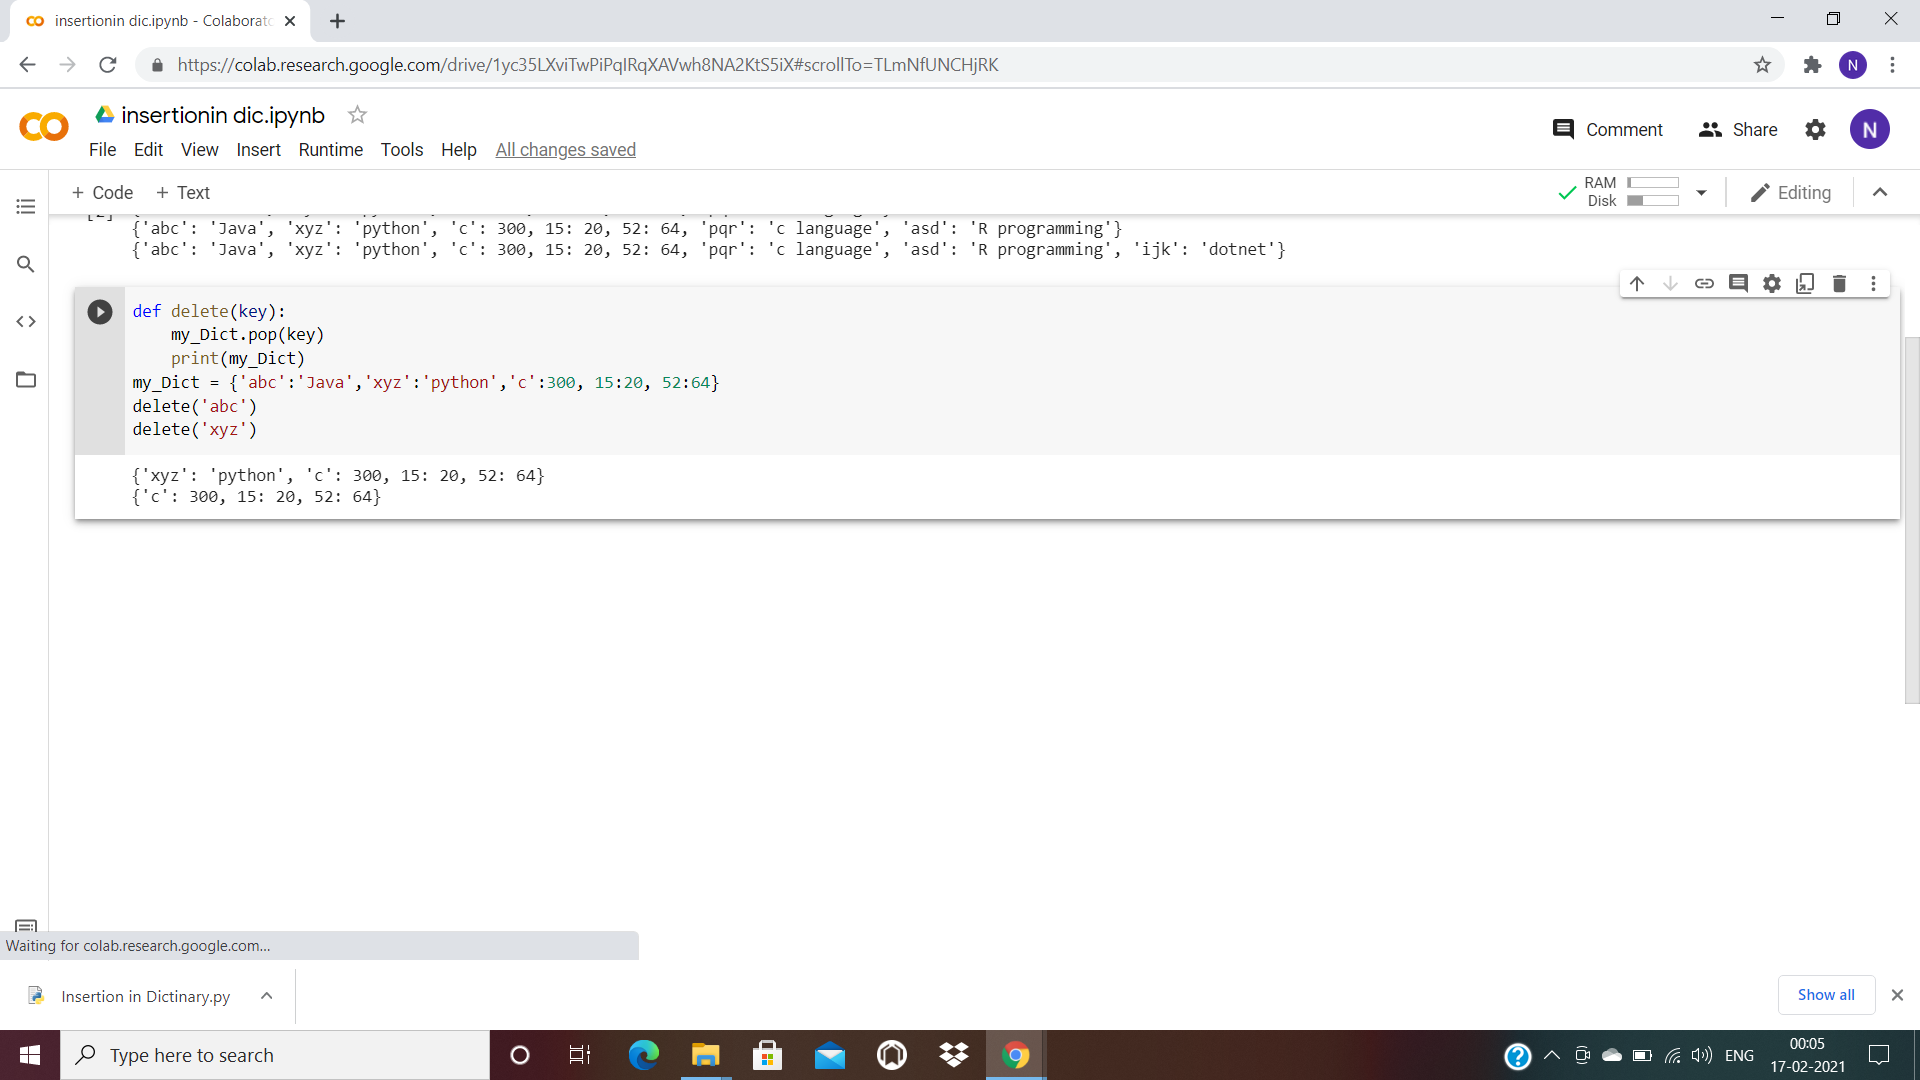 insertionin dic.ipynb - Colaborato
https://colab.research.google.com/drive/1yc35LXviTwPiPqIRqXAVwh8NA2KtS5iX#scrollTo=TLmNfUNCHjRK
N
insertionin dic.ipynb
Comment
Share
N
File Edit View Insert Runtime Tools Help All changes saved
+ Code + Text
RAM
Disk
Editing
{'abc': 'Java', 'xyz': 'python', 'c': 300, 15: 20, 52: 64, 'pqr': 'c language', 'asd': 'R programming'}
{'abc': 'Java', 'xyz': 'python', 'c': 300, 15: 20, 52: 64, 'pqr': 'c language', 'asd': 'R programming', 'ijk': 'dotnet'}
def delete(key):
    my_Dict.pop(key)
    print(my_Dict)
my_Dict = {'abc':'Java','xyz':'python','c':300, 15:20, 52:64}
delete('abc')
delete('xyz')
{'xyz': 'python', 'c': 300, 15: 20, 52: 64}
{'c': 300, 15: 20, 52: 64}
Waiting for colab.research.google.com...
Insertion in Dictinary.py
Show all
Type here to search
ENG
00:05
17-02-2021